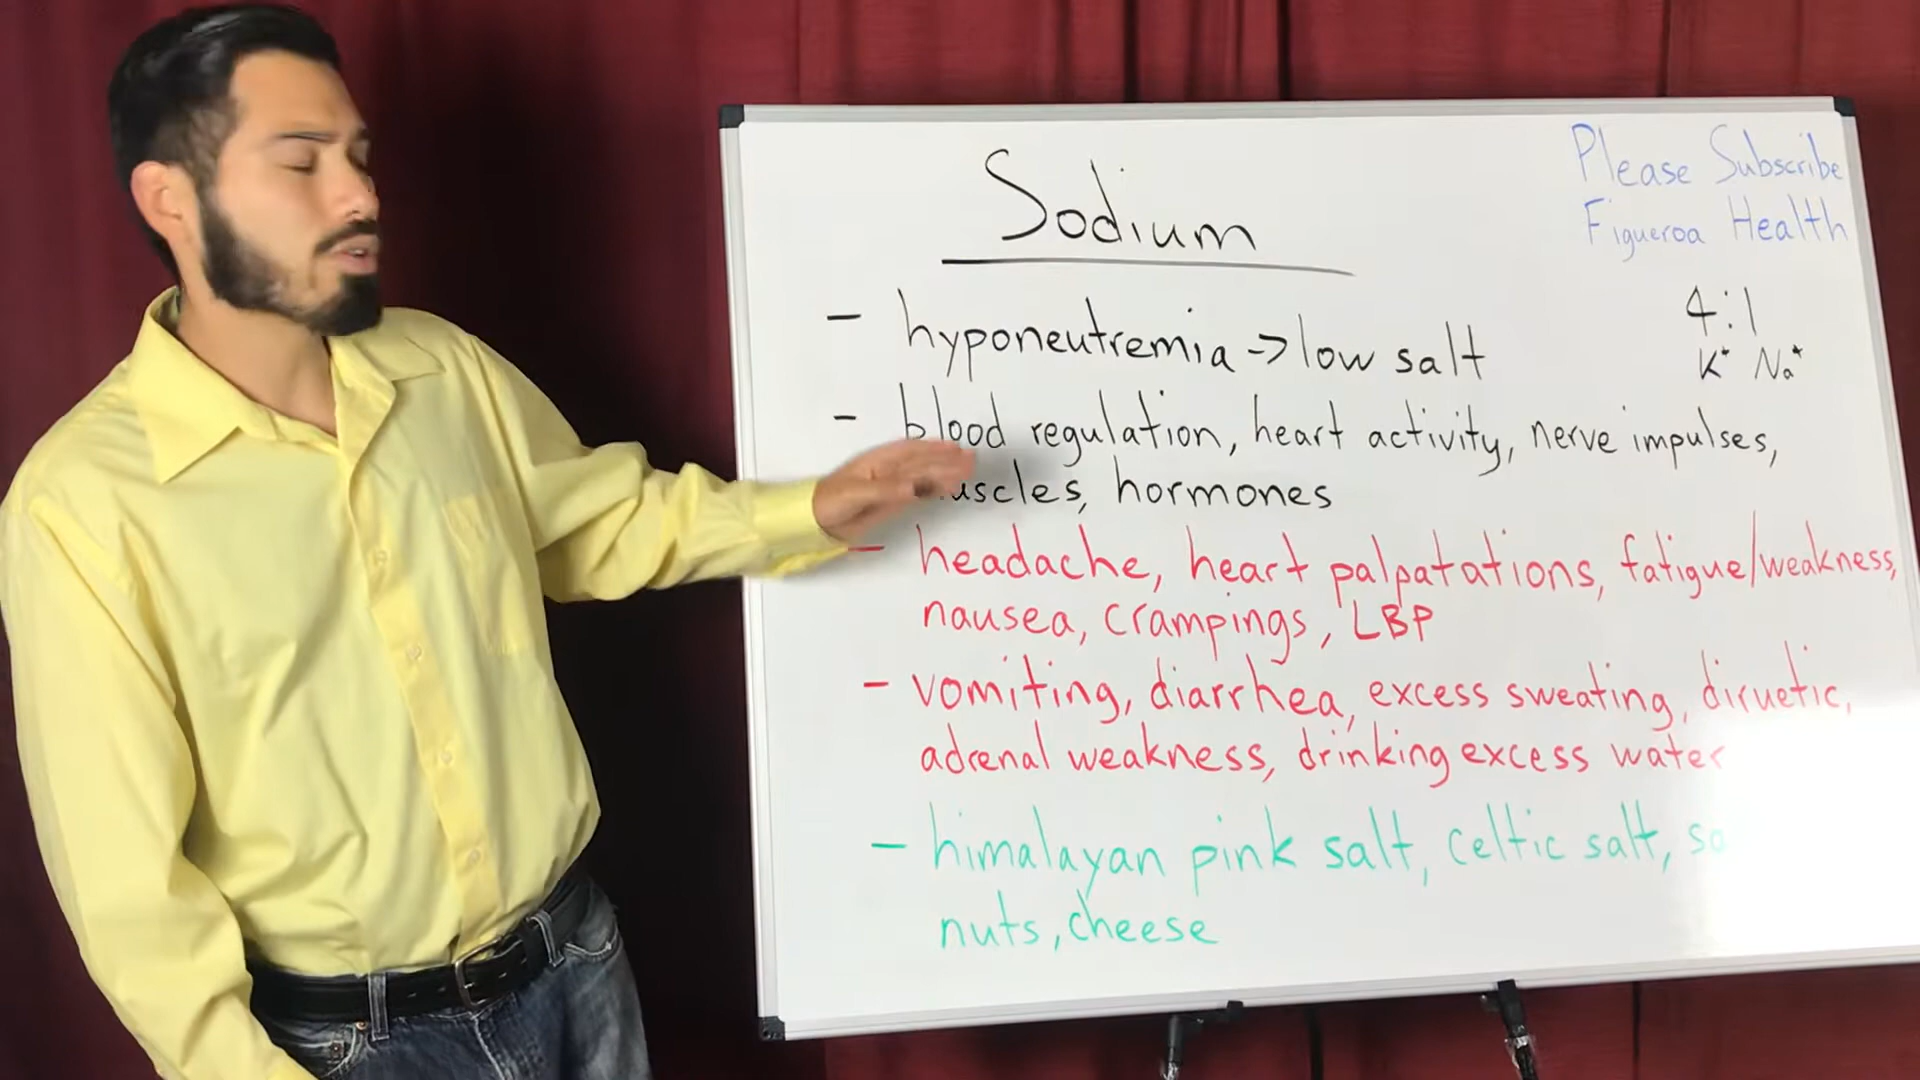 Sodium
Please Subscribe
Figueroa Health
4:1
K⁺ Na⁺
- hyponeutremia -> low salt
- blood regulation, heart activity, nerve impulses,
hormones
- headache, heart palpatations, fatigue/weakness,
nausea, crampings, LBP
- vomiting, diarrhea, excess sweating, diruetic,
adrenal weakness, drinking excess water
- himalayan pink salt, celtic salt,
nuts, cheese